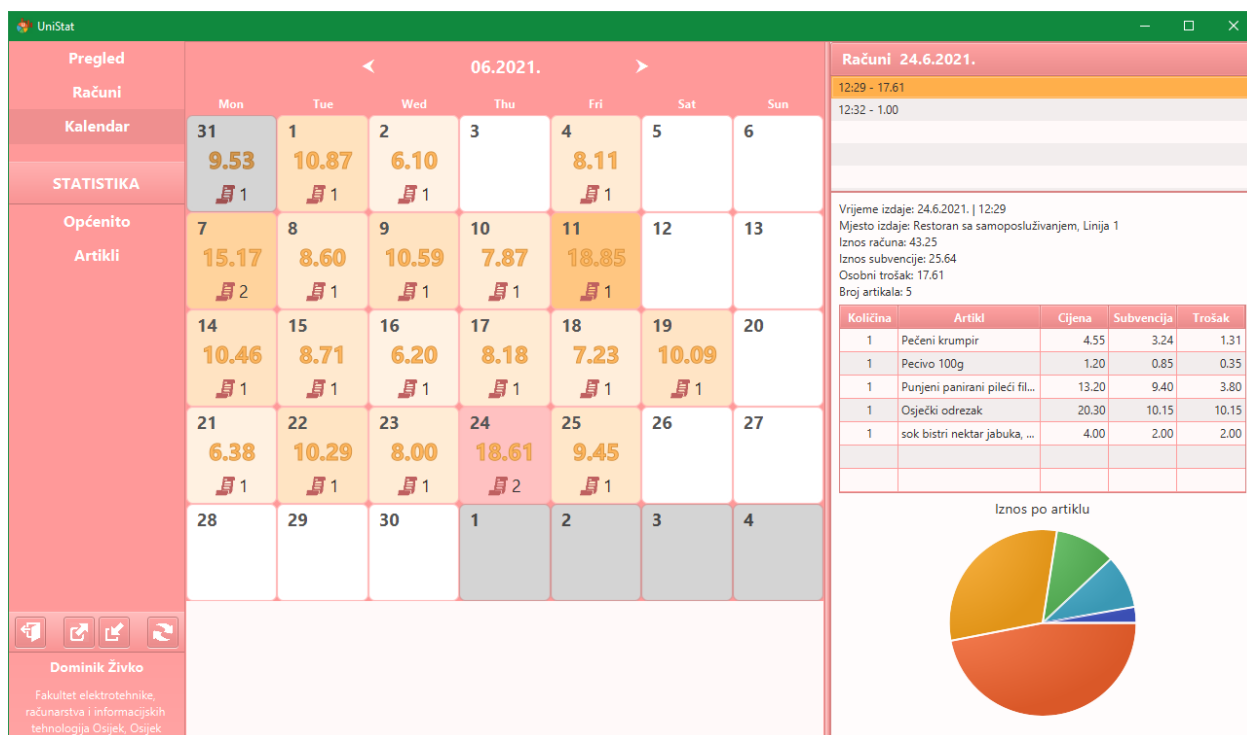 UniStat
Pregled
Računi
Kalendar
STATISTIKA
Općenito
Artikli
Dominik Živko
Fakultet elektrotehnike,
računarstva i informacijskih
tehnologija Osijek, Osijek
06.2021.
Mon Tue Wed Thu Fri Sat Sun
31 1 2 3 4 5 6
9.53 10.87 6.10 8.11
1 1 1 1
7 8 9 10 11 12 13
15.17 8.60 10.59 7.87 18.85
2 1 1 1 1
14 15 16 17 18 19 20
10.46 8.71 6.20 8.18 7.23 10.09
1 1 1 1 1 1
21 22 23 24 25 26 27
6.38 10.29 8.00 18.61 9.45
1 1 1 2 1
28 29 30 1 2 3 4
Računi 24.6.2021.
12:29 - 17.61
12:32 - 1.00
Vrijeme izdaje: 24.6.2021. | 12:29
Mjesto izdaje: Restoran sa samoposluživanjem, Linija 1
Iznos računa: 43.25
Iznos subvencije: 25.64
Osobni trošak: 17.61
Broj artikala: 5
Količina Artikl Cijena Subvencija Trošak
1 Pečeni krumpir 4.55 3.24 1.31
1 Pecivo 100g 1.20 0.85 0.35
1 Punjeni panirani pileći fil... 13.20 9.40 3.80
1 Osječki odrezak 20.30 10.15 10.15
1 sok bistri nektar jabuka, ... 4.00 2.00 2.00
Iznos po artiklu